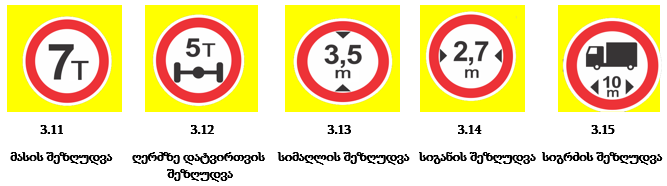 7т
5т
3,5
m
2,7
m
10
m
3.11
3.12
3.13
3.14
3.15
მასის შეზღუდვა
ღერძზე დატვირთვის
შეზღუდვა
სიმაღლის შეზღუდვა
სიგანის შეზღუდვა
სიგრძის შეზღუდვა